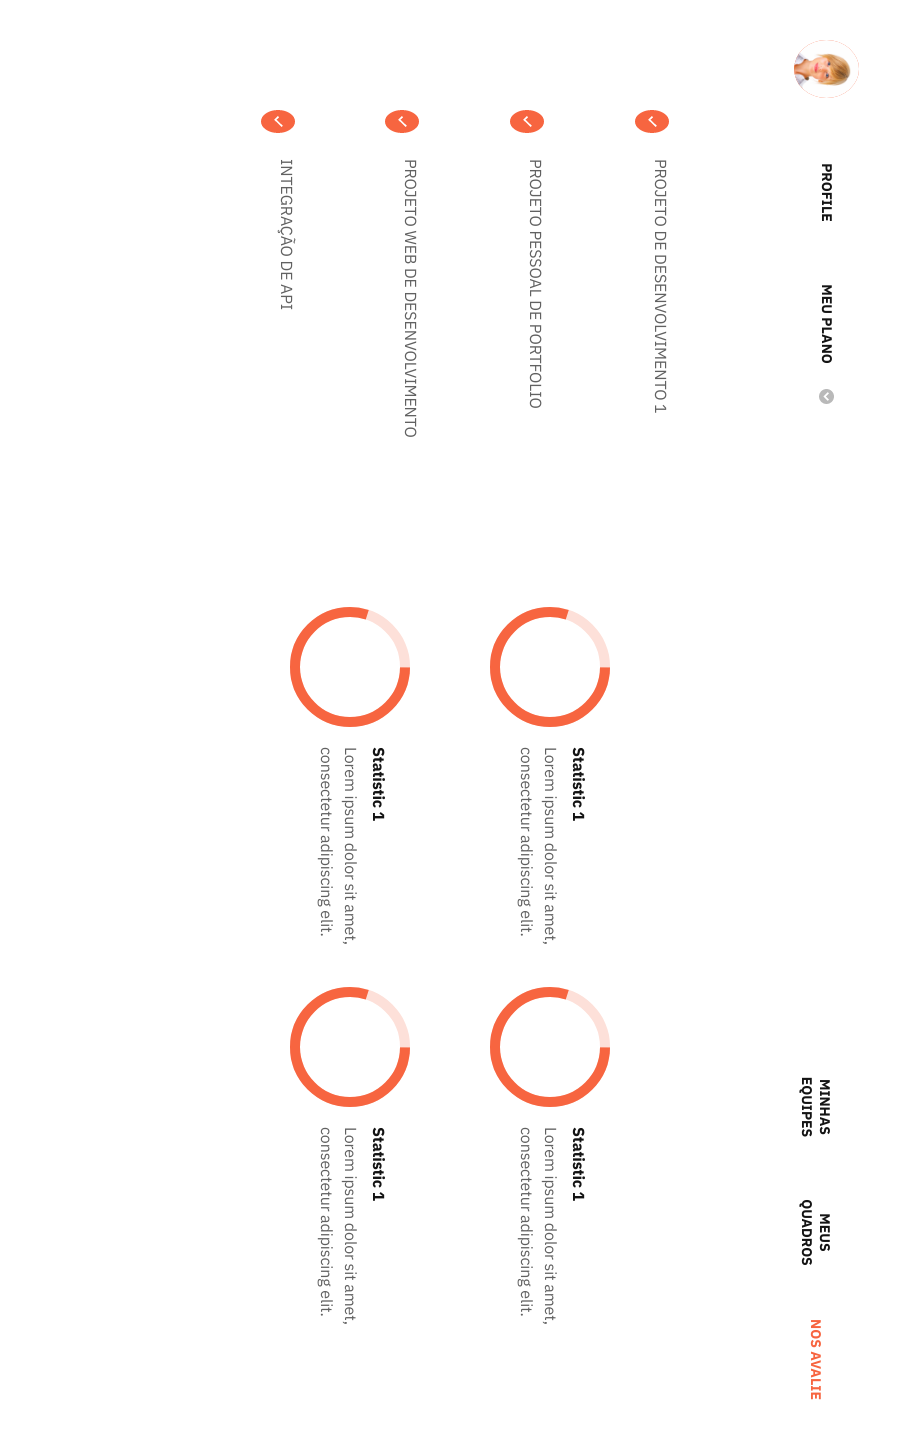 PROFILE
MEU PLANO
MINHAS
EQUIPES
MEUS
QUADROS
NOS AVALIE
PROJETO DE DESENVOLVIMENTO 1
PROJETO PESSOAL DE PORTFOLIO
PROJETO WEB DE DESENVOLVIMENTO
INTEGRAÇÃO DE API
Statistic 1
Lorem ipsum dolor sit amet,
consectetur adipiscing elit.
Statistic 1
Lorem ipsum dolor sit amet,
consectetur adipiscing elit.
Statistic 1
Lorem ipsum dolor sit amet,
consectetur adipiscing elit.
Statistic 1
Lorem ipsum dolor sit amet,
consectetur adipiscing elit.